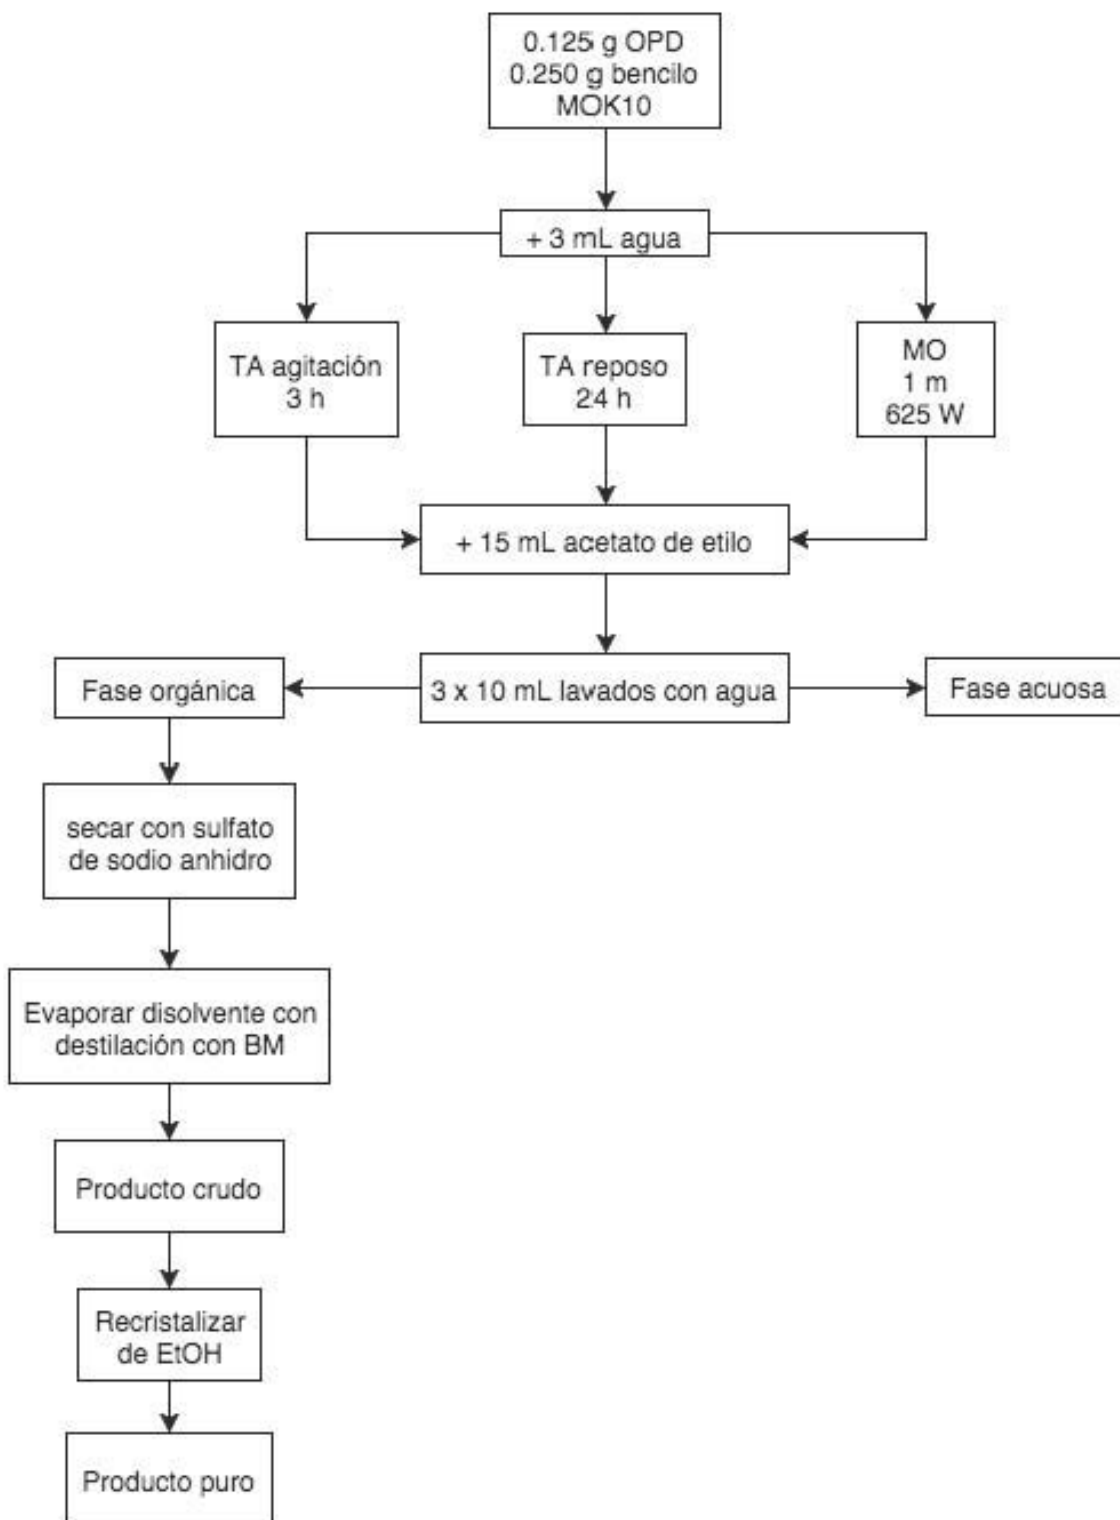 0.125 g OPD
0.250 g bencilo
MOK10
+ 3 mL agua
TA agitación
3 h
TA reposo
24 h
MO
1 m
625 W
+ 15 mL acetato de etilo
Fase orgánica
3 x 10 mL lavados con agua
Fase acuosa
secar con sulfato
de sodio anhidro
Evaporar disolvente con
destilación con BM
Producto crudo
Recristalizar
de EtOH
Producto puro